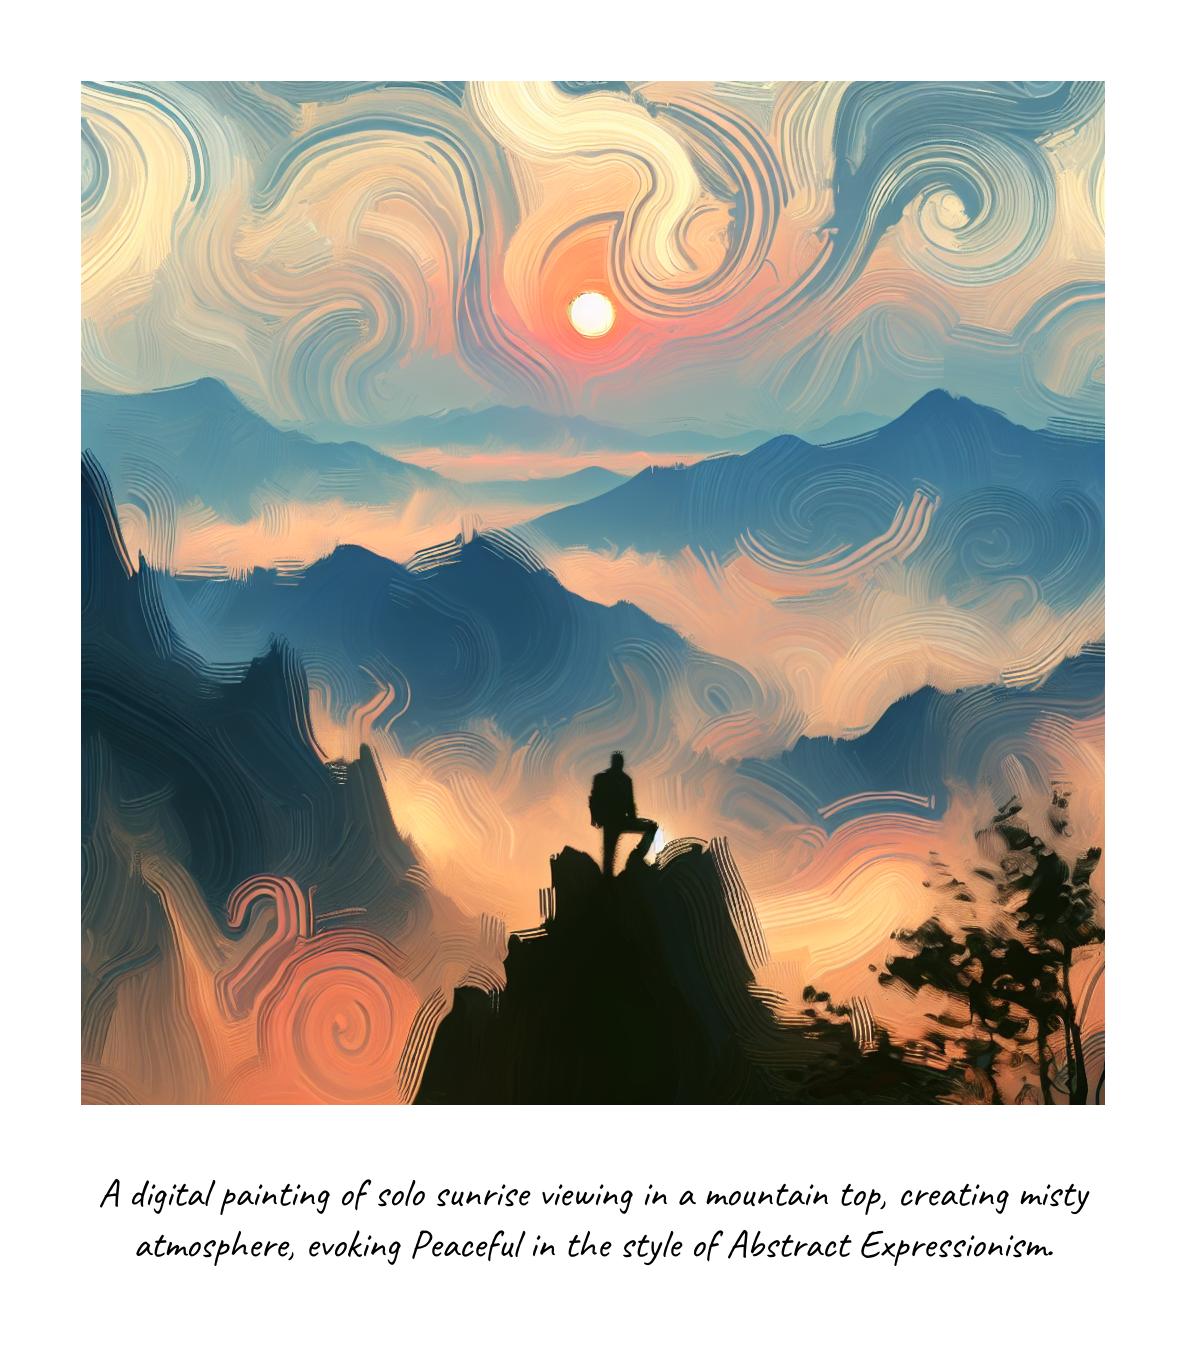 A digital painting of solo sunrise viewing in a mountain top, creating misty
atmosphere, evoking Peaceful in the style of Abstract Expressionism.